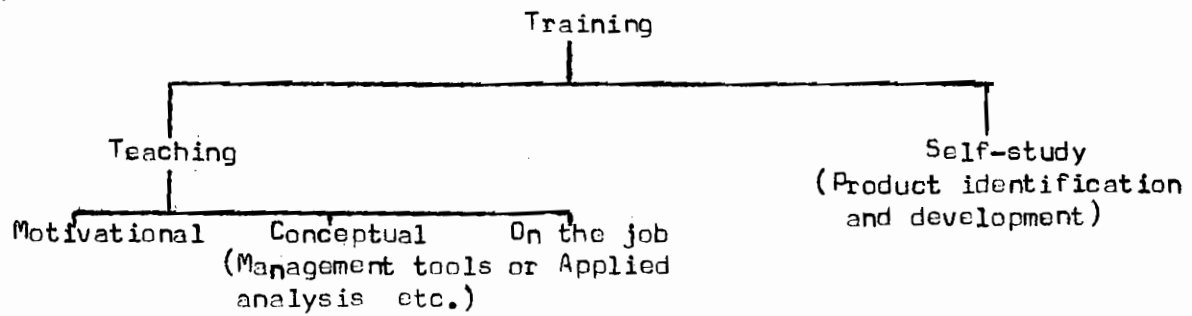 Training
Teaching
Self-study
(Product identification
and development)
Motivational Conceptual On the job
(Management tools or Applied
analysis etc.)